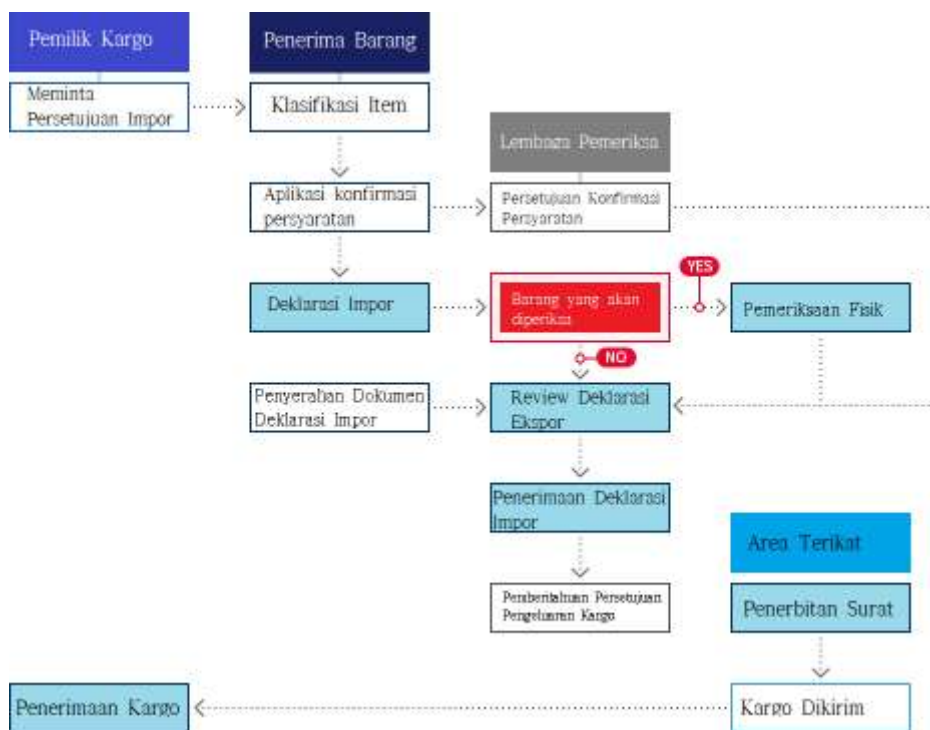 Pemilik Kargo
Penerima Barang
Meminta
Persetujuan Impor
Klasifikasi Item
Lembaga Pemeriksa
Aplikasi konfirmasi
persyaratan
Persetujuan Konfirmasi
Persyaratan
YES
Deklarasi Impor
Barang yang akan
diperiksa
Pemeriksaan Fisik
NO
Penyerahan Dokumen
Deklarasi Impor
Review Deklarasi
Ekspor
Penerimaan Deklarasi
Impor
Area Terikat
Pemberitahuan Persetujuan
Pengeluaran Kargo
Penerbitan Surat
Penerimaan Kargo
Kargo Dikirim